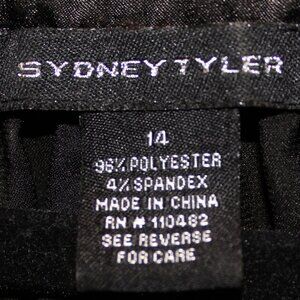 SYDNEY TYLER
14
96% POLYESTER
4% SPANDEX
MADE IN CHINA
RN # 110482
SEE REVERSE
FOR CARE